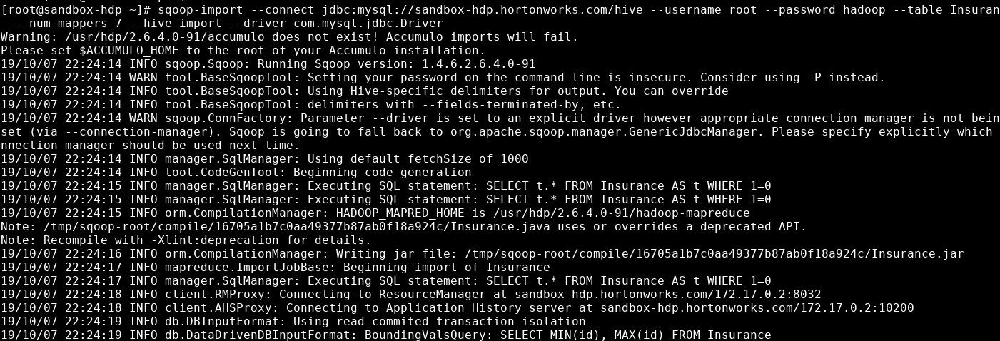 [root@sandbox-hdp ~]# sqoop-import --connect jdbc:mysql://sandbox-hdp.hortonworks.com/hive --username root --password hadoop --table Insuran
--num-mappers 7 --hive-import --driver com.mysql.jdbc.Driver
Warning: /usr/hdp/2.6.4.0-91/accumulo does not exist! Accumulo imports will fail.
Please set $ACCUMULO_HOME to the root of your Accumulo installation.
19/10/07 22:24:14 INFO sqoop.Sqoop: Running Sqoop version: 1.4.6.2.6.4.0-91
19/10/07 22:24:14 WARN tool.BaseSqoopTool: Setting your password on the command-line is insecure. Consider using -P instead.
19/10/07 22:24:14 INFO tool.BaseSqoopTool: Using Hive-specific delimiters for output. You can override
19/10/07 22:24:14 INFO tool.BaseSqoopTool: delimiters with --fields-terminated-by, etc.
19/10/07 22:24:14 WARN sqoop.ConnFactory: Parameter --driver is set to an explicit driver however appropriate connection manager is not bein
set (via --connection-manager). Sqoop is going to fall back to org.apache.sqoop.manager.GenericJdbcManager. Please specify explicitly which
nnection manager should be used next time.
19/10/07 22:24:14 INFO manager.SqlManager: Using default fetchSize of 1000
19/10/07 22:24:14 INFO tool.CodeGenTool: Beginning code generation
19/10/07 22:24:15 INFO manager.SqlManager: Executing SQL statement: SELECT t.* FROM Insurance AS t WHERE 1=0
19/10/07 22:24:15 INFO manager.SqlManager: Executing SQL statement: SELECT t.* FROM Insurance AS t WHERE 1=0
19/10/07 22:24:15 INFO orm.CompilationManager: HADOOP_MAPRED_HOME is /usr/hdp/2.6.4.0-91/hadoop-mapreduce
Note: /tmp/sqoop-root/compile/16705a1b7c0aa49377b87ab0f18a924c/Insurance.java uses or overrides a deprecated API.
Note: Recompile with -Xlint:deprecation for details.
19/10/07 22:24:16 INFO orm.CompilationManager: Writing jar file: /tmp/sqoop-root/compile/16705a1b7c0aa49377b87ab0f18a924c/Insurance.jar
19/10/07 22:24:17 INFO mapreduce.ImportJobBase: Beginning import of Insurance
19/10/07 22:24:17 INFO manager.SqlManager: Executing SQL statement: SELECT t.* FROM Insurance AS t WHERE 1=0
19/10/07 22:24:18 INFO client.RMProxy: Connecting to ResourceManager at sandbox-hdp.hortonworks.com/172.17.0.2:8032
19/10/07 22:24:18 INFO client.AHSProxy: Connecting to Application History server at sandbox-hdp.hortonworks.com/172.17.0.2:10200
19/10/07 22:24:19 INFO db.DBInputFormat: Using read commited transaction isolation
19/10/07 22:24:19 INFO db.DataDrivenDBInputFormat: BoundingValsQuery: SELECT MIN(id), MAX(id) FROM Insurance